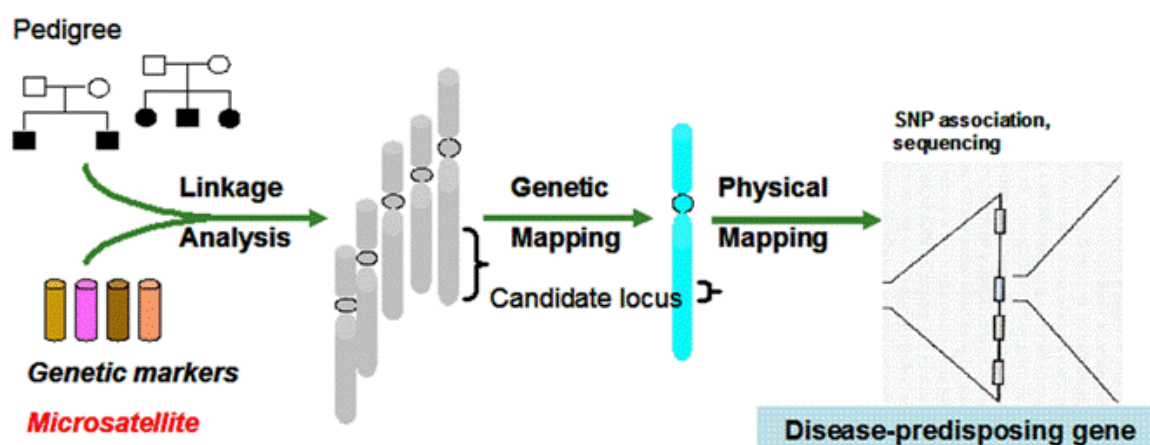 Pedigree
Linkage
Analysis
Genetic markers
Microsatellite
Genetic
Mapping
Candidate locus
Physical
Mapping
SNP association,
sequencing
Disease-predisposing gene